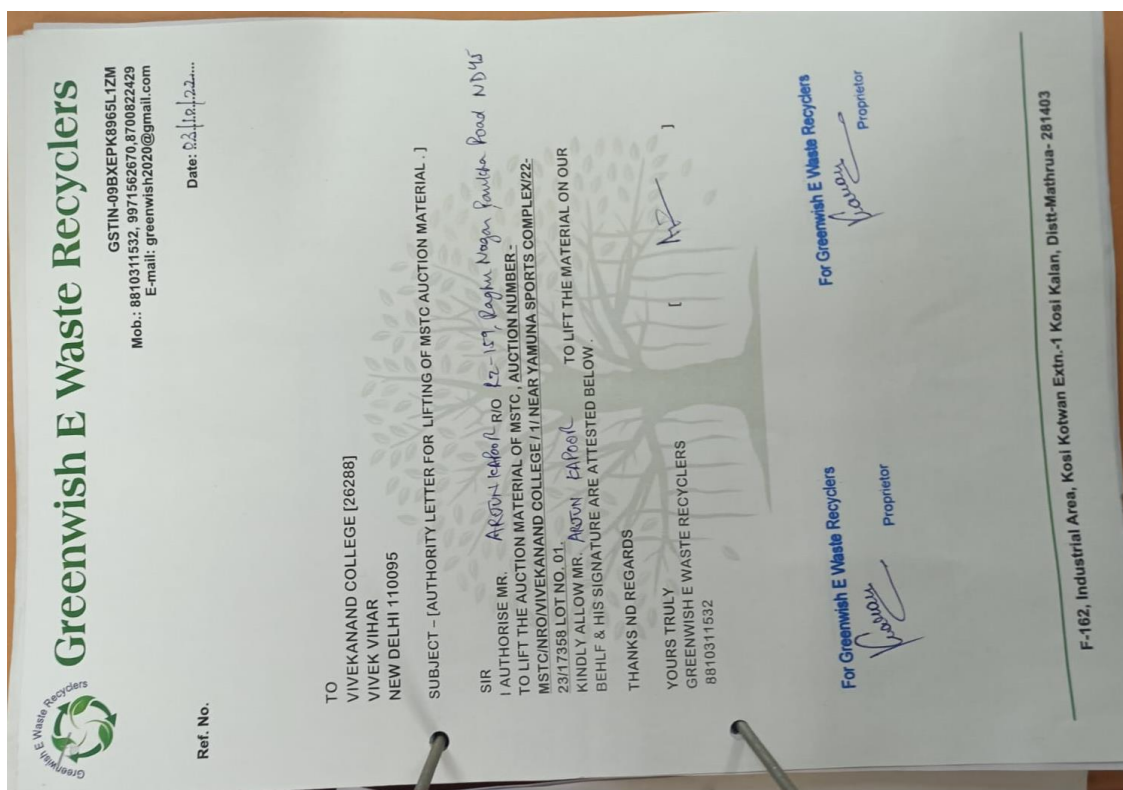 Greenwish E Waste Recyclers
Greenwish E Waste Recyclers
GSTIN-09BXEPK8965L1ZM
Mob.: 8810311532, 9971562670,8700822429
E-mail: greenwish2020@gmail.com
Ref. No.
Date:
TO
VIVEKANAND COLLEGE [26288]
VIVEK VIHAR
NEW DELHI 110095
SUBJECT – [AUTHORITY LETTER FOR LIFTING OF MSTC AUCTION MATERIAL . ]
SIR
I AUTHORISE MR. ARJUN KAPOOR R/O RZ-159, Raghu Nagar Pankha Road ND45
TO LIFT THE AUCTION MATERIAL OF MSTC , AUCTION NUMBER -
MSTC/NRO/VIVEKANAND COLLEGE / 1/ NEAR YAMUNA SPORTS COMPLEX/22-
23/17358 LOT NO. 01.
KINDLY ALLOW MR. ARJUN KAPOOR TO LIFT THE MATERIAL ON OUR
BEHLF & HIS SIGNATURE ARE ATTESTED BELOW .
THANKS ND REGARDS
YOURS TRULY [ ]
GREENWISH E WASTE RECYCLERS
8810311532
For Greenwish E Waste Recyclers
Proprietor
For Greenwish E Waste Recyclers
Proprietor
F-162, Industrial Area, Kosi Kotwan Extn.-1 Kosi Kalan, Distt-Mathrua- 281403